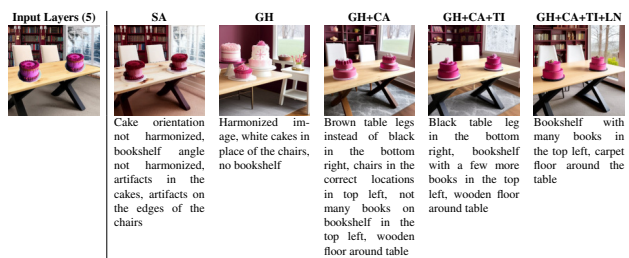 Input Layers (5) SA GH GH+CA GH+CA+TI GH+CA+TI+LN
Cake orientation
not harmonized,
bookshelf angle
not harmonized,
artifacts in the
cakes, artifacts on
the edges of the
chairs
Harmonized im-
age, white cakes in
place of the chairs,
no bookshelf
Brown table legs
instead of black
in the bottom
right, chairs in the
correct locations
in top left, not
many books on
bookshelf in the
top left, wooden
floor around table
Black table leg
in the bottom
right, bookshelf
with a few more
books in the top
left, wooden floor
around table
Bookshelf with
many books in
the top left, carpet
floor around the
table